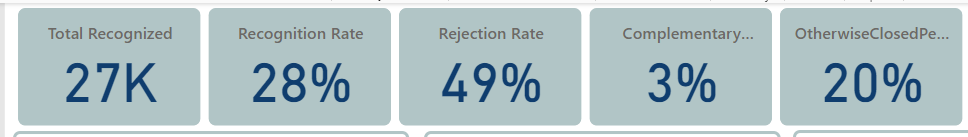 Total Recognized
27K
Recognition Rate
28%
Rejection Rate
49%
Complementary...
3%
OtherwiseClosedPe...
20%